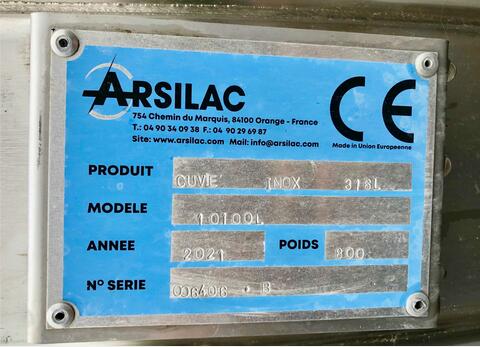 ARSILAC
754 Chemin du Marquis, 84100 Orange - France
T.: 04 90 34 09 38 F.: 04 90 29 69 87
Site: www.arsilac.com Mail: info@arsilac.com
CE
Made in Union Europeenne
PRODUIT CUVIE INOX 316L
MODELE 10100L
ANNEE 2021 POIDS 800
N° SERIE 006406 . B